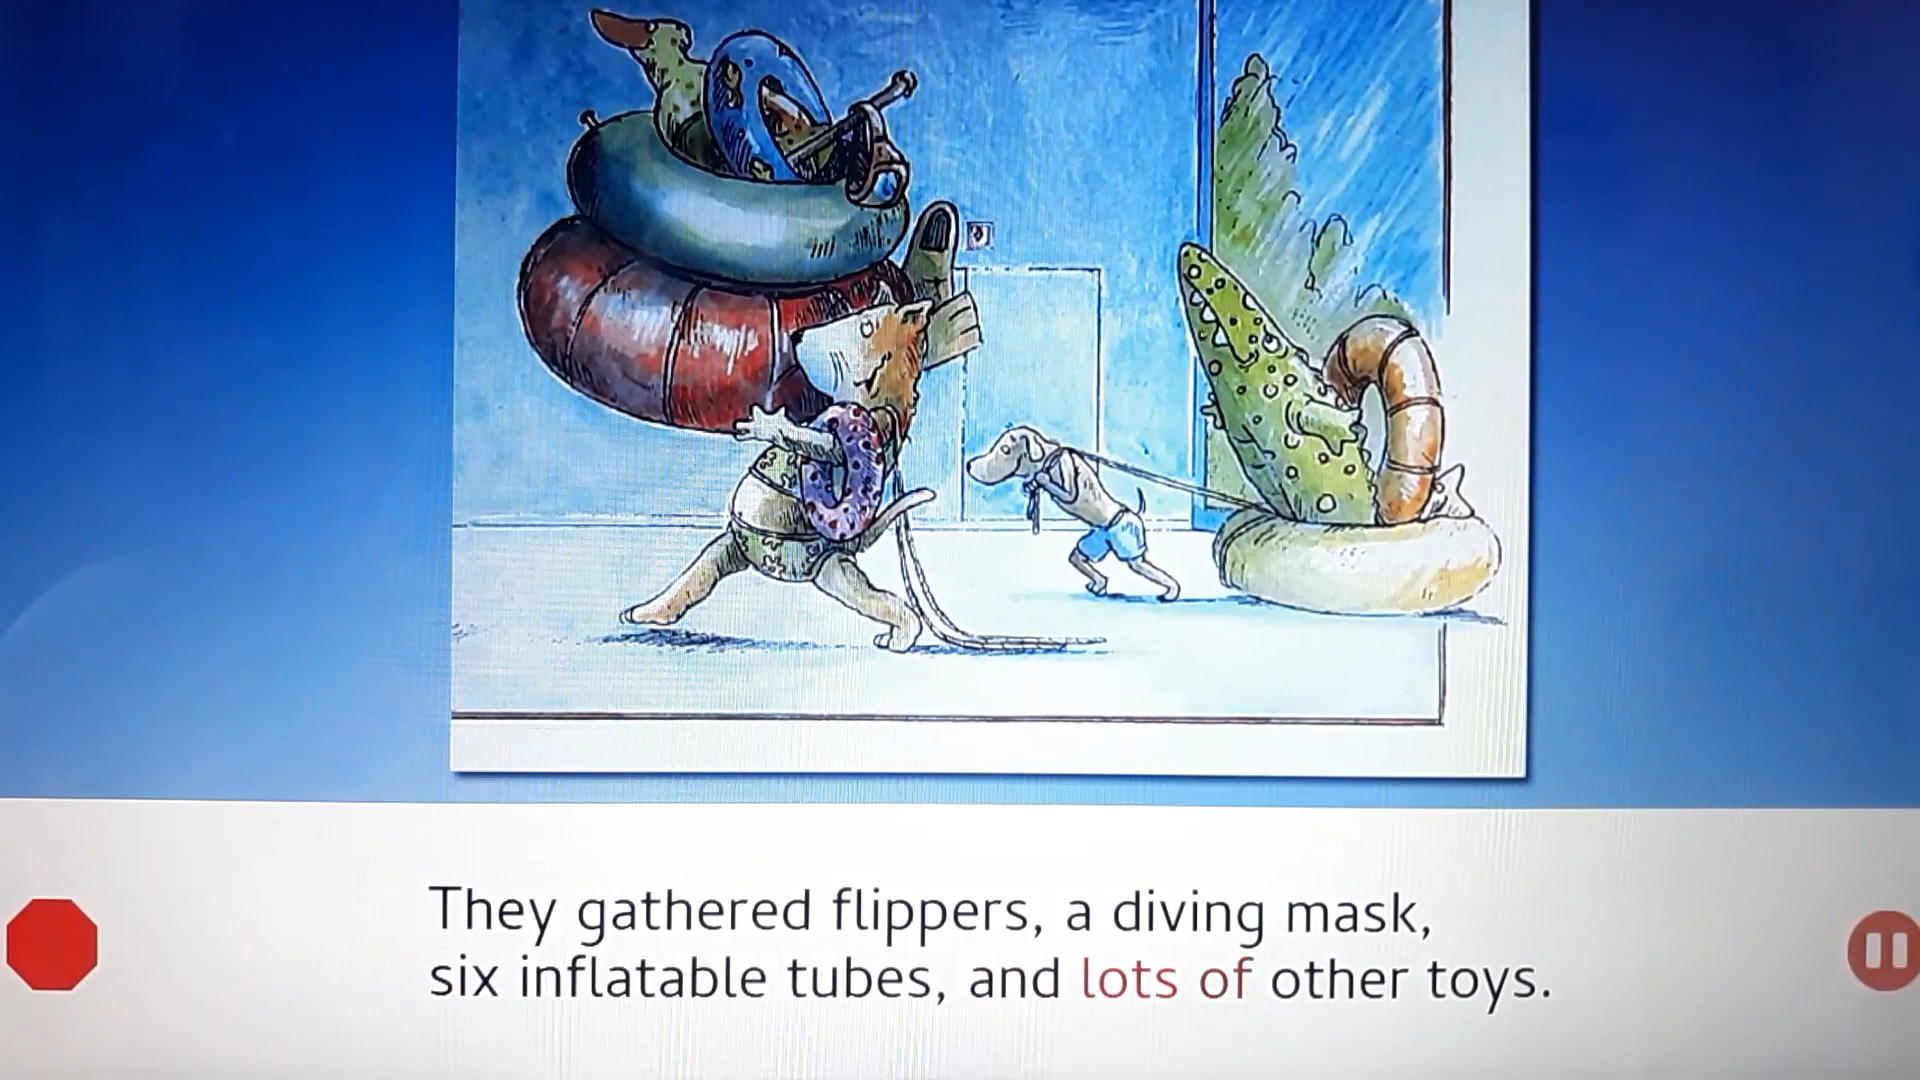 They gathered flippers, a diving mask,
six inflatable tubes, and lots of other toys.